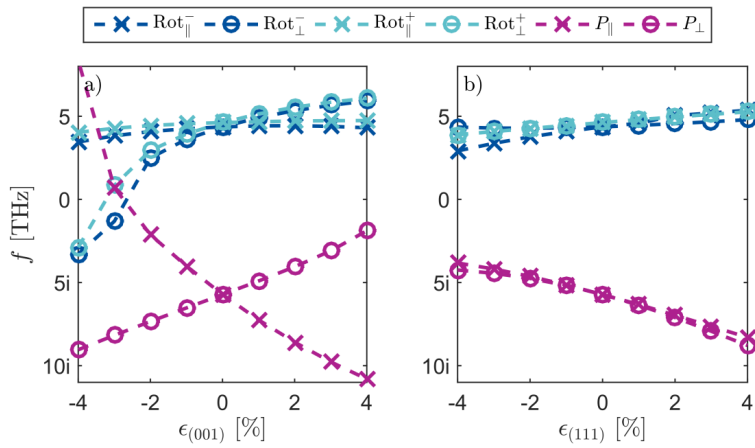 Rot∥⁻ Rot⊥⁻ Rot∥⁺ Rot⊥⁺ P∥ P⊥
a) b)
5 5
0 0
5i 5i
10i 10i
f [THz]
-4 -2 0 2 4 -4 -2 0 2 4
ϵ(001) [%] ϵ(111) [%]